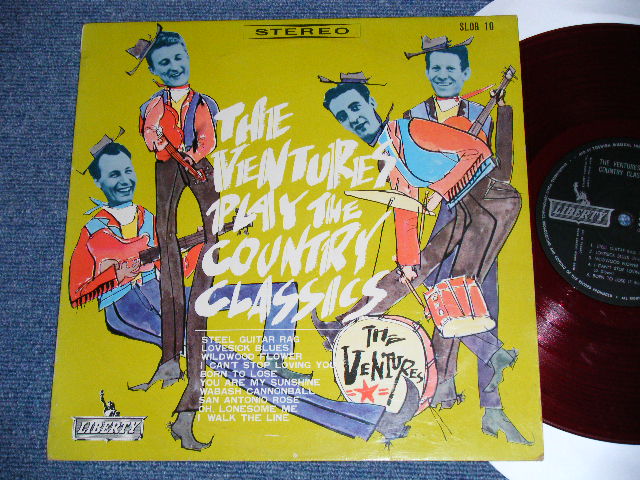 STEREO
SLDR 10
THE
VENTURES
PLAY THE
COUNTRY
CLASSICS
STEEL GUITAR RAG
LOVESICK BLUES
WILDWOOD FLOWER
I CAN'T STOP LOVING YOU
BORN TO LOSE
YOU ARE MY SUNSHINE
WABASH CANNONBALL
SAN ANTONIO ROSE
OH, LONESOME ME
I WALK THE LINE
THE
VENTURES
LIBERTY
THE VENTURES
COUNTRY CLAS
LIBERTY